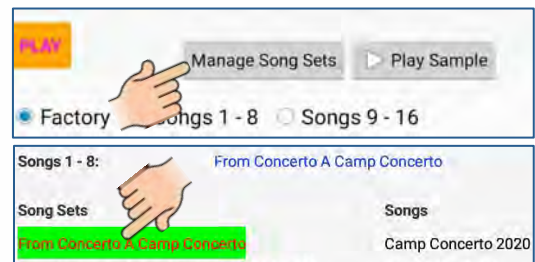 PLAY
Manage Song Sets Play Sample
Factory Songs 1 - 8 Songs 9 - 16
Songs 1 - 8: From Concerto A Camp Concerto
Song Sets Songs
From Concerto A Camp Concerto Camp Concerto 2020